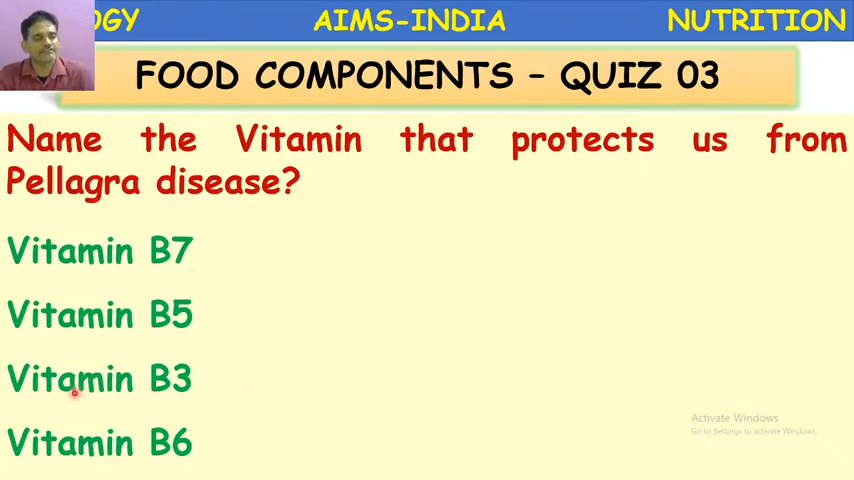 OGY AIMS-INDIA NUTRITION
FOOD COMPONENTS – QUIZ 03
Name the Vitamin that protects us from
Pellagra disease?
Vitamin B7
Vitamin B5
Vitamin B3
Vitamin B6
Activate Windows
Go to Settings to activate Windows.